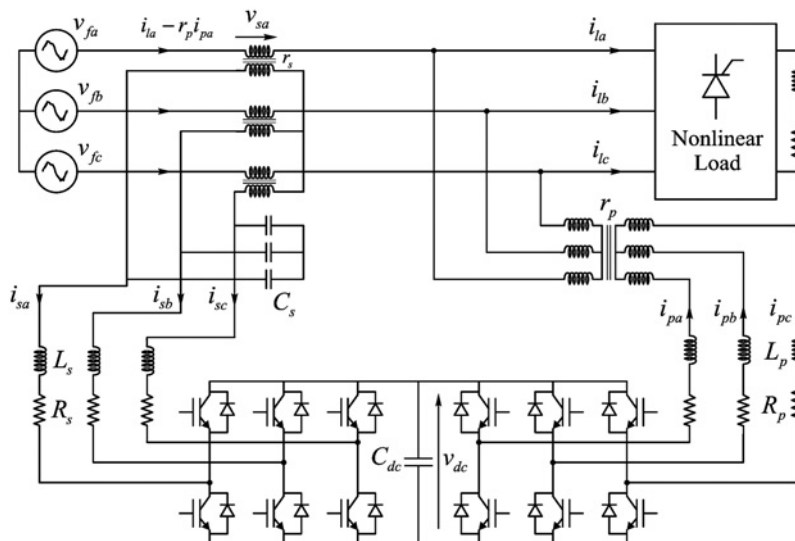 v_fa
i_la − r_p i_pa
v_sa
i_la
r_s
v_fb
i_lb
v_fc
i_lc
Nonlinear
Load
r_p
i_sa
i_sb
i_sc
C_s
i_pa
i_pb
i_pc
L_s
L_p
R_s
R_p
C_dc
v_dc